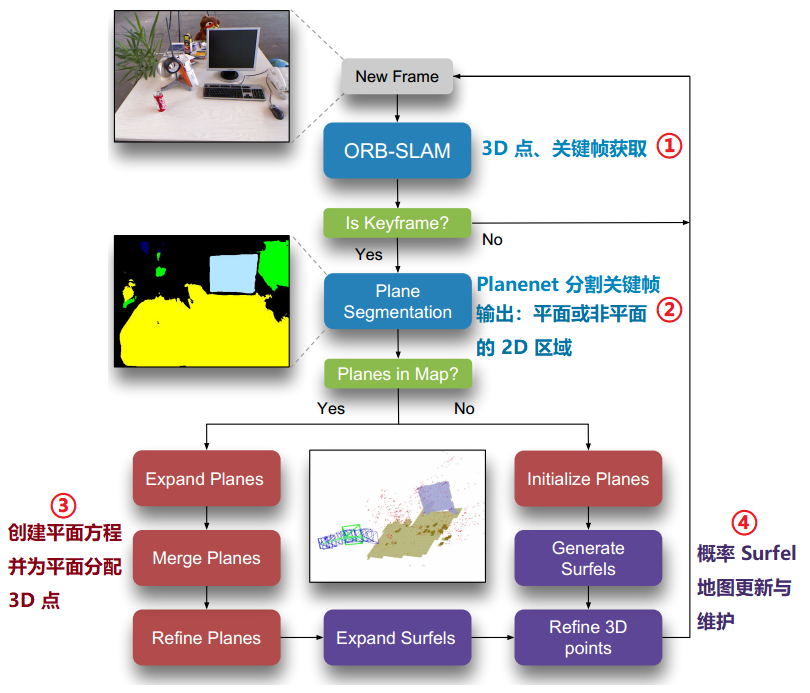 New Frame
ORB-SLAM
3D 点、关键帧获取 ①
Is Keyframe?
No
Yes
Plane
Segmentation
Planenet 分割关键帧
输出：平面或非平面 ②
的 2D 区域
Planes in Map?
Yes
No
Expand Planes
Initialize Planes
③
创建平面方程
并为平面分配
3D 点
Merge Planes
Generate
Surfels
④
概率 Surfel
地图更新与
维护
Refine Planes
Expand Surfels
Refine 3D
points